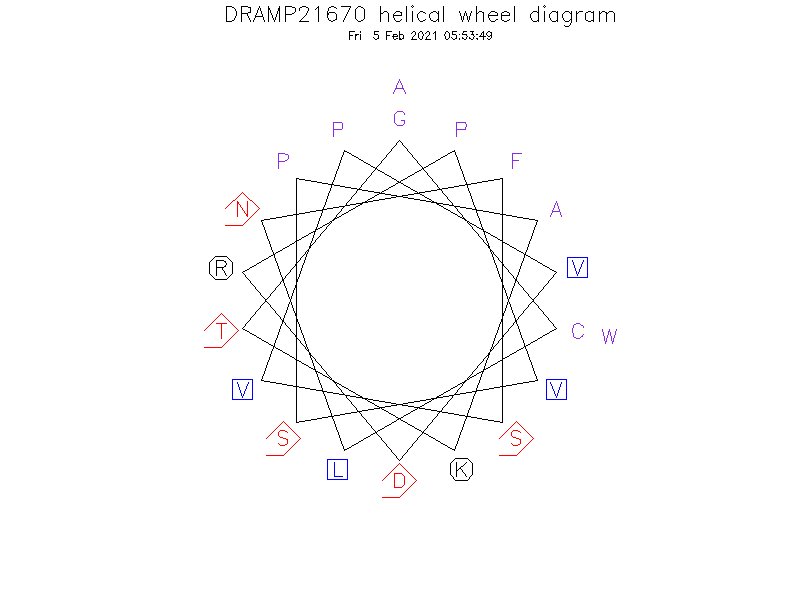 DRAMP21670 helical wheel diagram
Fri 5 Feb 2021 05:53:49
A
P G P
P F
N A
R V
T C W
V V
S S
L D K